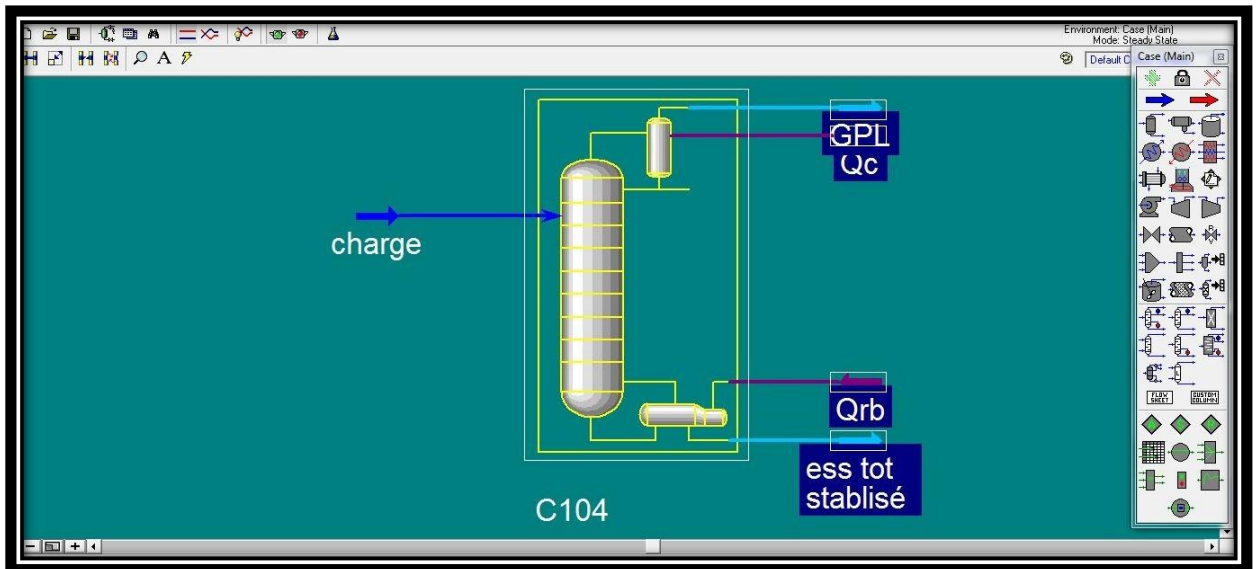 Environment: Case (Main)
Mode: Steady State
A
Default C
Case (Main)
GPL
Qc
charge
Qrb
ess tot
stablisé
C104
FLOW
SHEET
CUSTOM
COLUMN